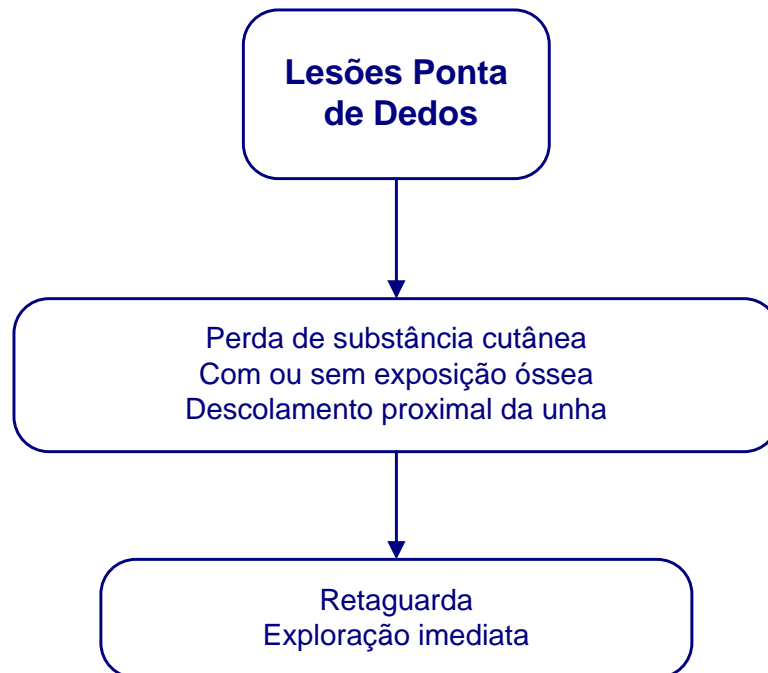 Lesões Ponta
de Dedos
Perda de substância cutânea
Com ou sem exposição óssea
Descolamento proximal da unha
Retaguarda
Exploração imediata